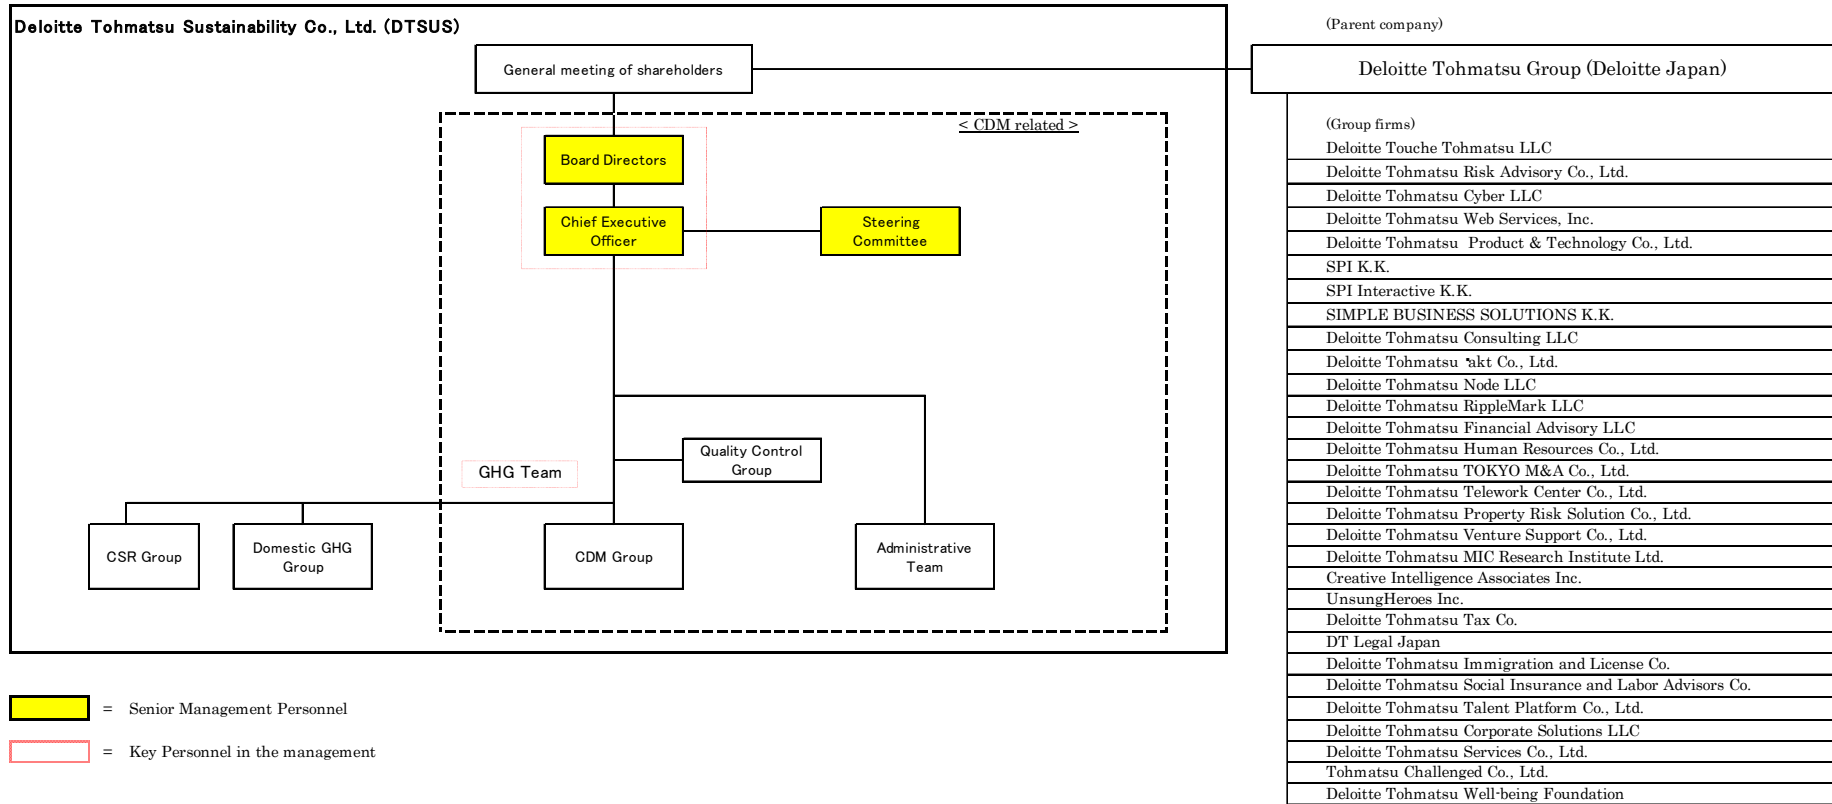 Deloitte Tohmatsu Sustainability Co., Ltd. (DTSUS)
General meeting of shareholders
< CDM related >
Board Directors
Chief Executive
Officer
Steering
Committee
Quality Control
Group
GHG Team
CSR Group
Domestic GHG
Group
CDM Group
Administrative
Team
= Senior Management Personnel
= Key Personnel in the management
(Parent company)
Deloitte Tohmatsu Group (Deloitte Japan)
(Group firms)
Deloitte Touche Tohmatsu LLC
Deloitte Tohmatsu Risk Advisory Co., Ltd.
Deloitte Tohmatsu Cyber LLC
Deloitte Tohmatsu Web Services, Inc.
Deloitte Tohmatsu Product & Technology Co., Ltd.
SPI K.K.
SPI Interactive K.K.
SIMPLE BUSINESS SOLUTIONS K.K.
Deloitte Tohmatsu Consulting LLC
Deloitte Tohmatsu Co., Ltd.
Deloitte Tohmatsu Node LLC
Deloitte Tohmatsu RippleMark LLC
Deloitte Tohmatsu Financial Advisory LLC
Deloitte Tohmatsu Human Resources Co., Ltd.
Deloitte Tohmatsu TOKYO M&A Co., Ltd.
Deloitte Tohmatsu Telework Center Co., Ltd.
Deloitte Tohmatsu Property Risk Solution Co., Ltd.
Deloitte Tohmatsu Venture Support Co., Ltd.
Deloitte Tohmatsu MIC Research Institute Ltd.
Creative Intelligence Associates Inc.
UnsungHeroes Inc.
Deloitte Tohmatsu Tax Co.
DT Legal Japan
Deloitte Tohmatsu Immigration and License Co.
Deloitte Tohmatsu Social Insurance and Labor Advisors Co.
Deloitte Tohmatsu Talent Platform Co., Ltd.
Deloitte Tohmatsu Corporate Solutions LLC
Deloitte Tohmatsu Services Co., Ltd.
Tohmatsu Challenged Co., Ltd.
Deloitte Tohmatsu Well-being Foundation